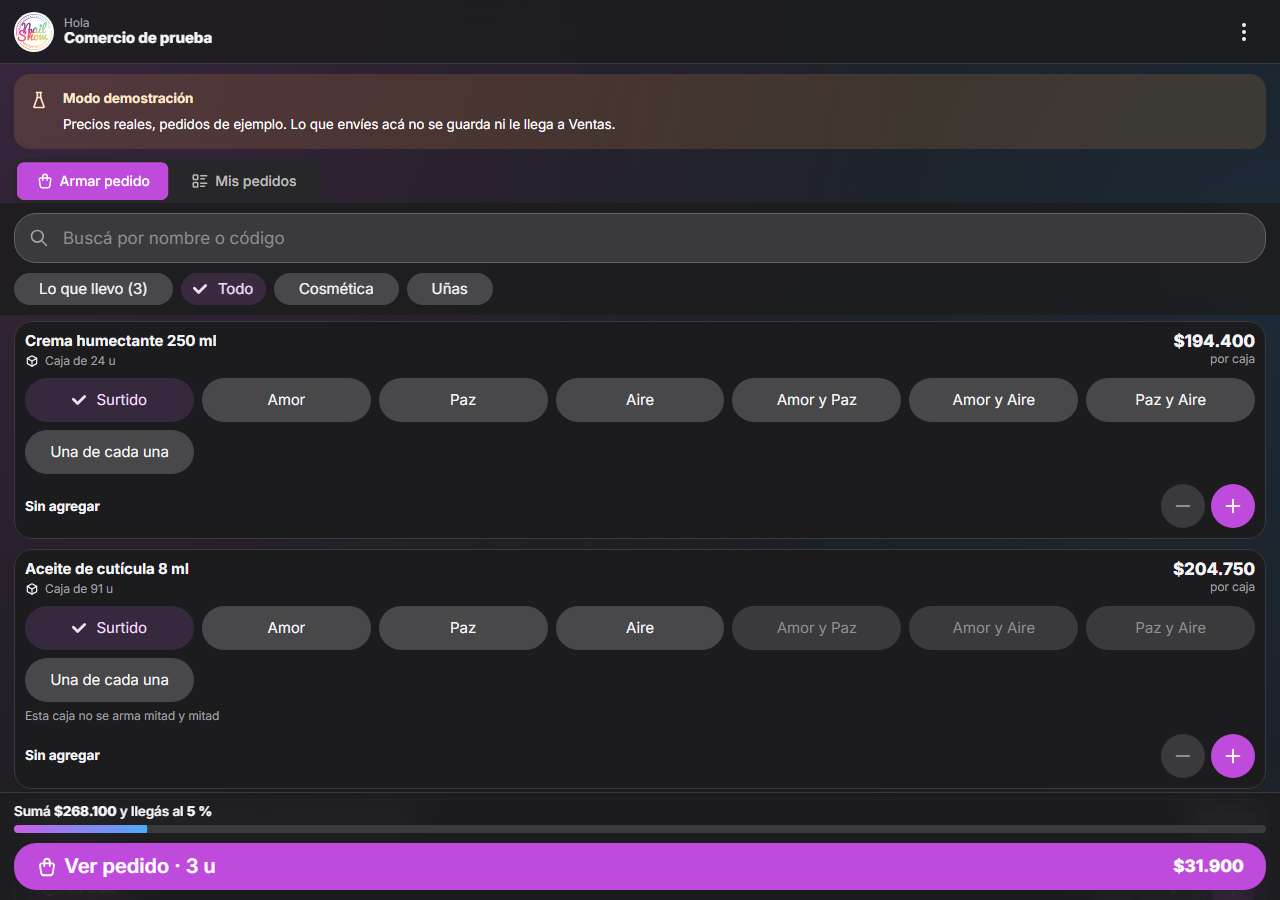 Nail Show
Hola
Comercio de prueba
Modo demostración
Precios reales, pedidos de ejemplo. Lo que envíes acá no se guarda ni le llega a Ventas.
Armar pedido
Mis pedidos
Buscá por nombre o código
Lo que llevo (3)
Todo
Cosmética
Uñas
Crema humectante 250 ml
$194.400
Caja de 24 u
por caja
Surtido
Amor
Paz
Aire
Amor y Paz
Amor y Aire
Paz y Aire
Una de cada una
Sin agregar
Aceite de cutícula 8 ml
$204.750
Caja de 91 u
por caja
Surtido
Amor
Paz
Aire
Amor y Paz
Amor y Aire
Paz y Aire
Una de cada una
Esta caja no se arma mitad y mitad
Sin agregar
Sumá $268.100 y llegás al 5 %
Ver pedido · 3 u
$31.900